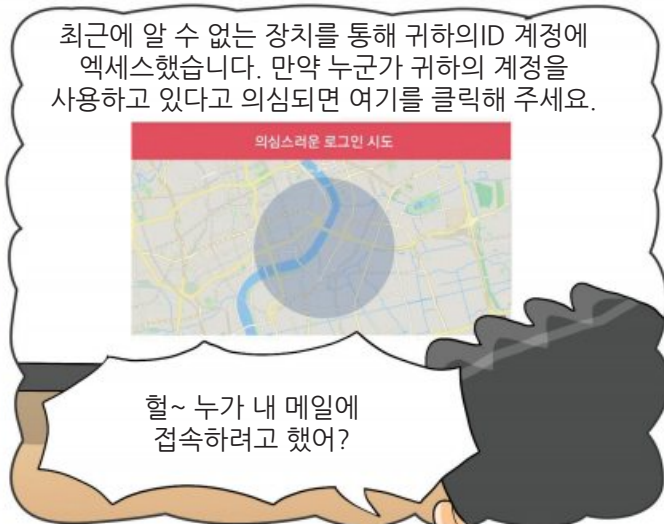 최근에 알 수 없는 장치를 통해 귀하의ID 계정에
엑세스했습니다. 만약 누군가 귀하의 계정을
사용하고 있다고 의심되면 여기를 클릭해 주세요.
의심스러운 로그인 시도
헐~ 누가 내 메일에
접속하려고 했어?